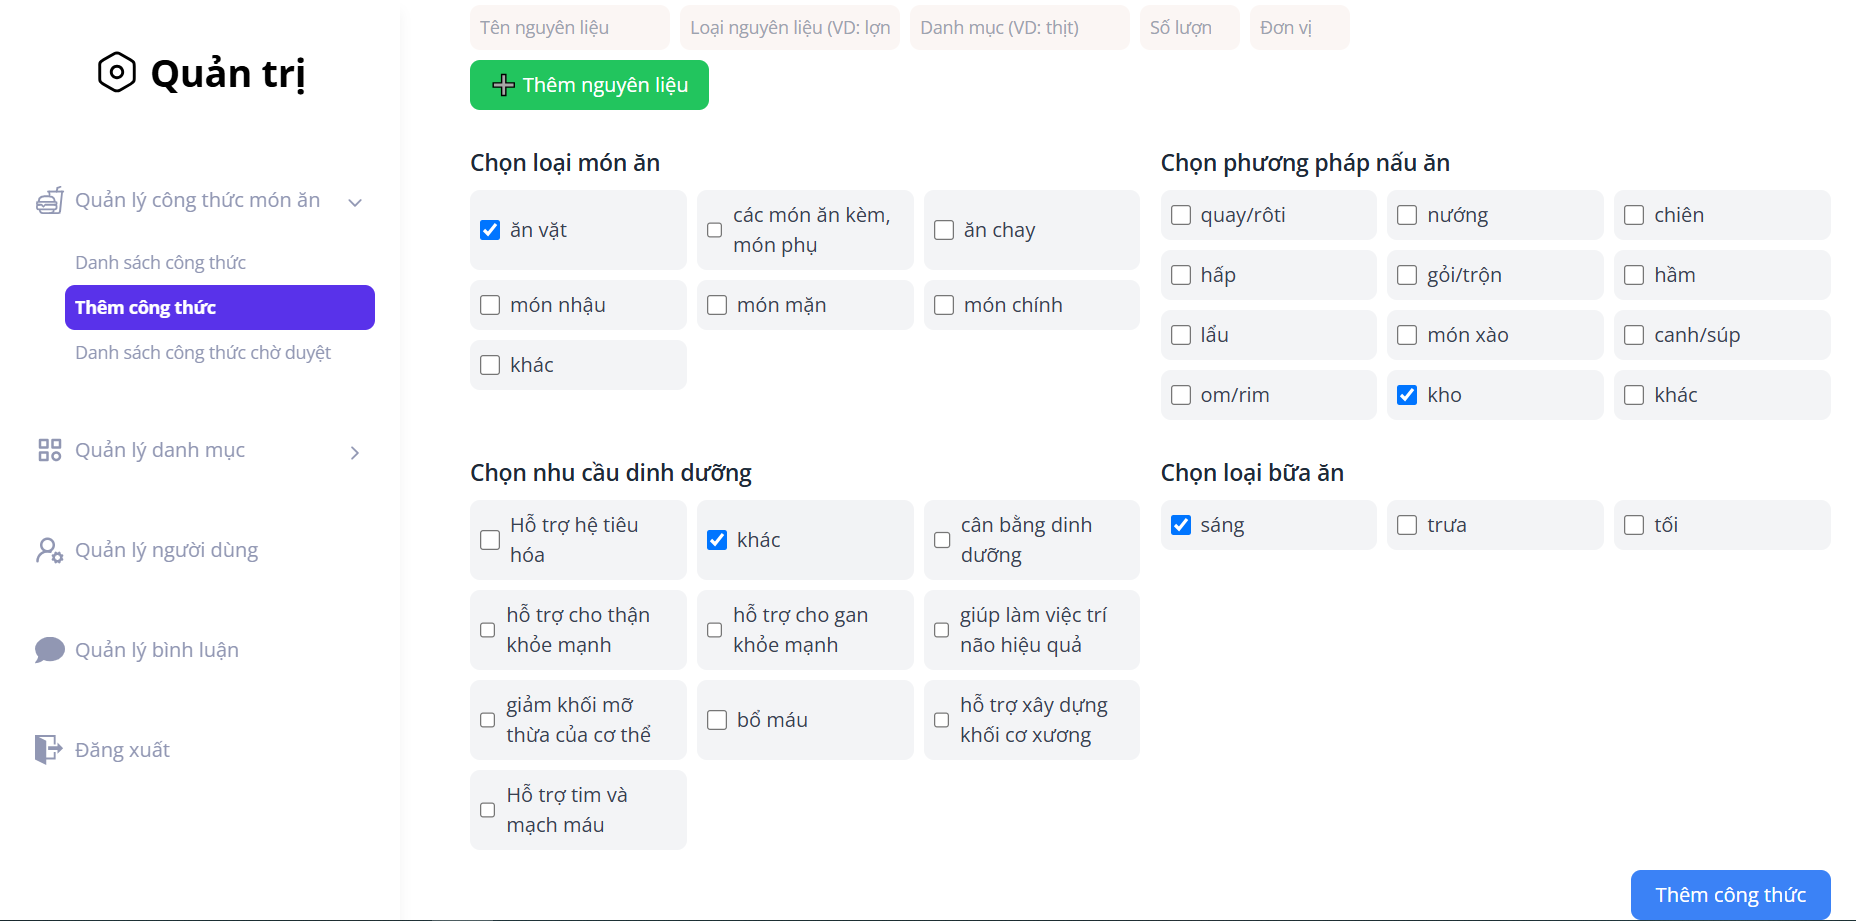 Quản trị
Quản lý công thức món ăn
Danh sách công thức
Thêm công thức
Danh sách công thức chờ duyệt
Quản lý danh mục
Quản lý người dùng
Quản lý bình luận
Đăng xuất
Tên nguyên liệu
Loại nguyên liệu (VD: lợn
Danh mục (VD: thịt)
Số lượn
Đơn vị
Thêm nguyên liệu
Chọn loại món ăn
ăn vặt
các món ăn kèm,
món phụ
ăn chay
món nhậu
món mặn
món chính
khác
Chọn phương pháp nấu ăn
quay/rôti
nướng
chiên
hấp
gỏi/trộn
hầm
lẩu
món xào
canh/súp
om/rim
kho
khác
Chọn nhu cầu dinh dưỡng
Hỗ trợ hệ tiêu
hóa
khác
cân bằng dinh
dưỡng
hỗ trợ cho thận
khỏe mạnh
hỗ trợ cho gan
khỏe mạnh
giúp làm việc trí
não hiệu quả
giảm khối mỡ
thừa của cơ thể
bổ máu
hỗ trợ xây dựng
khối cơ xương
Hỗ trợ tim và
mạch máu
Chọn loại bữa ăn
sáng
trưa
tối
Thêm công thức